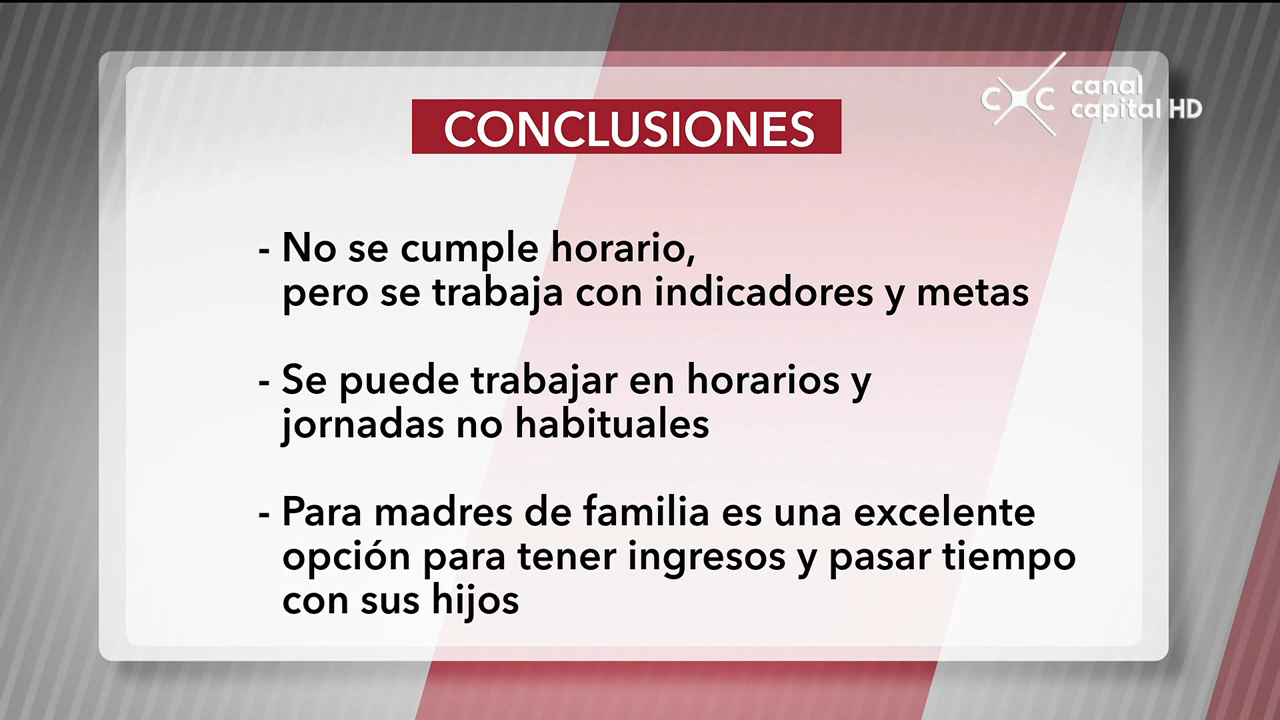 canal
capital HD
CONCLUSIONES
- No se cumple horario,
pero se trabaja con indicadores y metas
- Se puede trabajar en horarios y
jornadas no habituales
- Para madres de familia es una excelente
opción para tener ingresos y pasar tiempo
con sus hijos